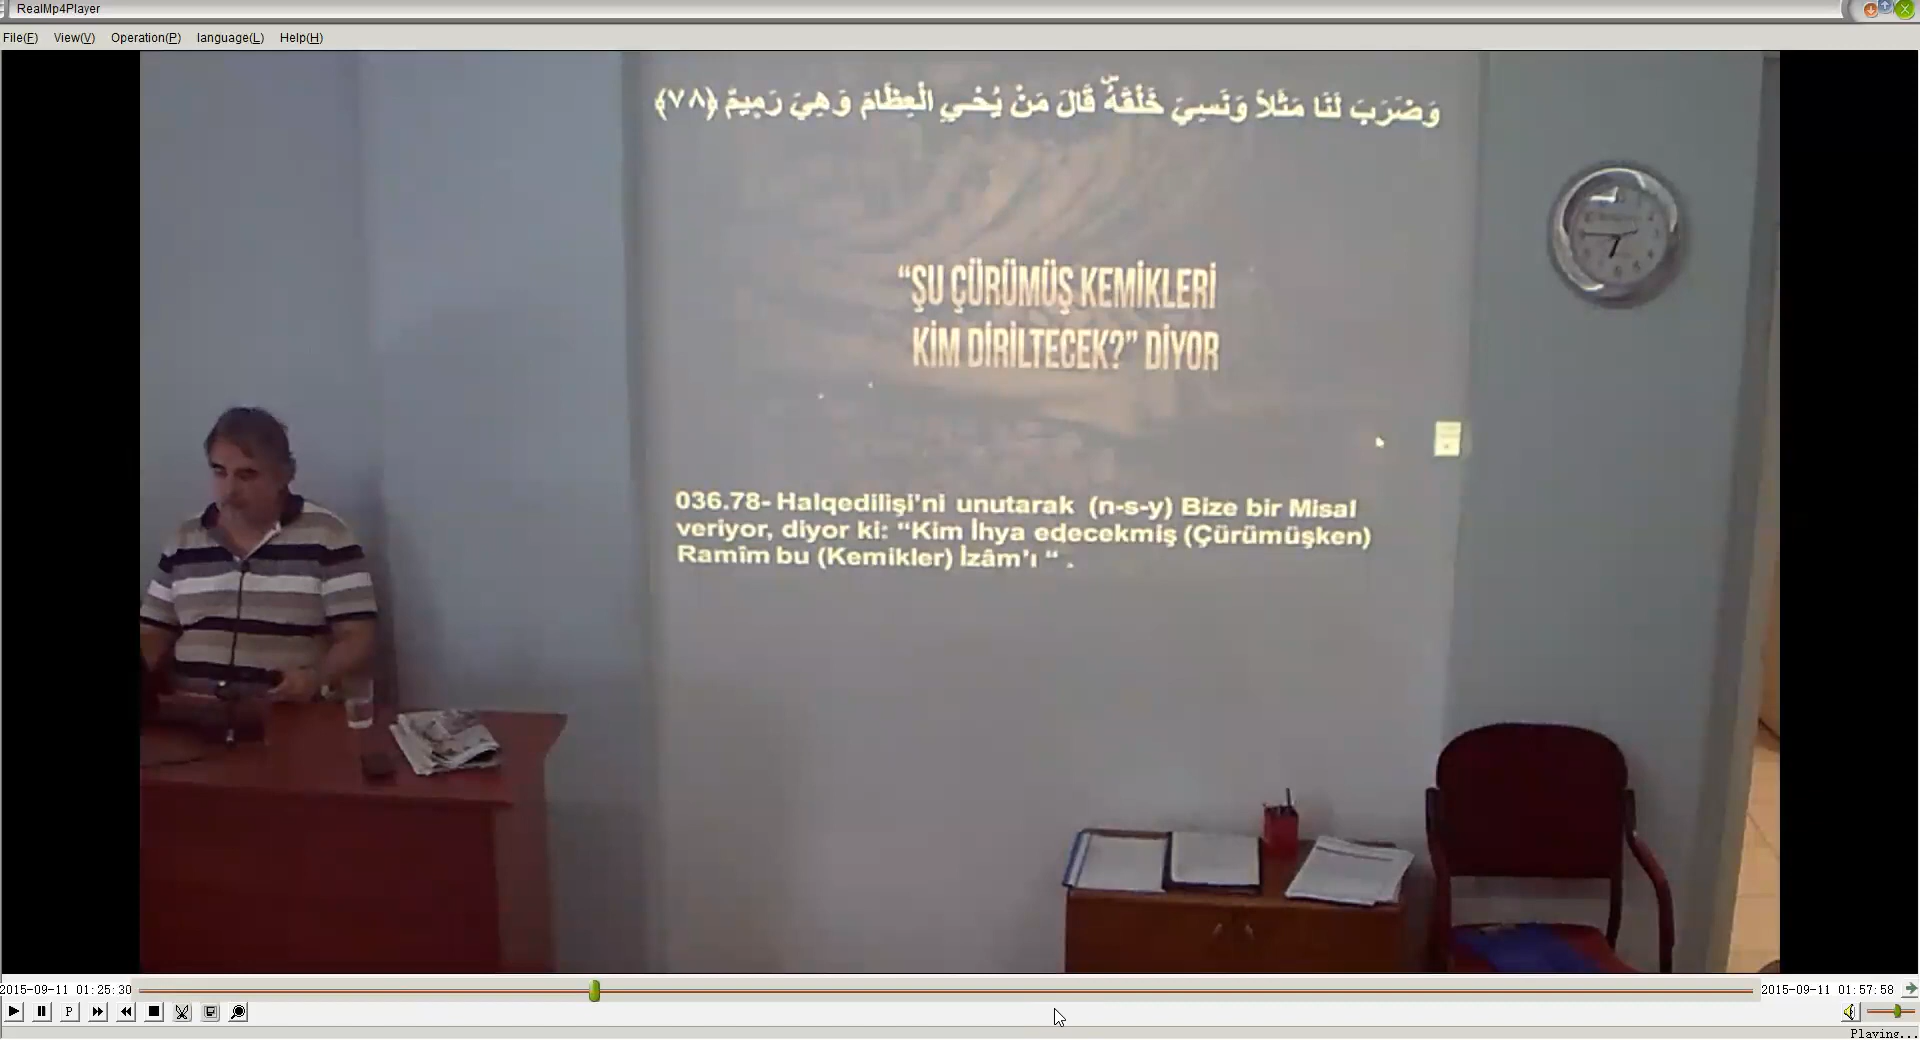 RealMp4Player
File(F) View(V) Operation(P) language(L) Help(H)
وَضَرَبَ لَنَا مَثَلًا وَنَسِيَ خَلْقَهُۜ قَالَ مَنْ يُحْيِ الْعِظَامَ وَهِيَ رَمِيمٌ ﴿٧٨﴾
“ŞU ÇÜRÜMÜŞ KEMİKLERİ
KİM DİRİLTECEK?” DİYOR
036.78- Halqedilişi'ni unutarak (n-s-y) Bize bir Misal
veriyor, diyor ki: “Kim İhya edecekmiş (Çürümüşken)
Ramîm bu (Kemikler) İzâm’ı “ .
2015-09-11 01:25:30
2015-09-11 01:57:58
P
Playing...